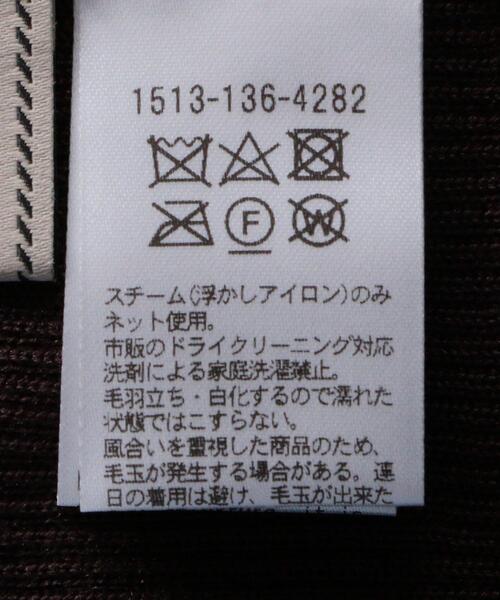 1513-136-4282
F
W
スチーム(浮かしアイロン)のみ
ネット使用。
市販のドライクリーニング対応
洗剤による家庭洗濯禁止。
毛羽立ち・白化するので濡れた
状態ではこすらない。
風合いを重視した商品のため、
毛玉が発生する場合がある。連
日の着用は避け、毛玉が出来た